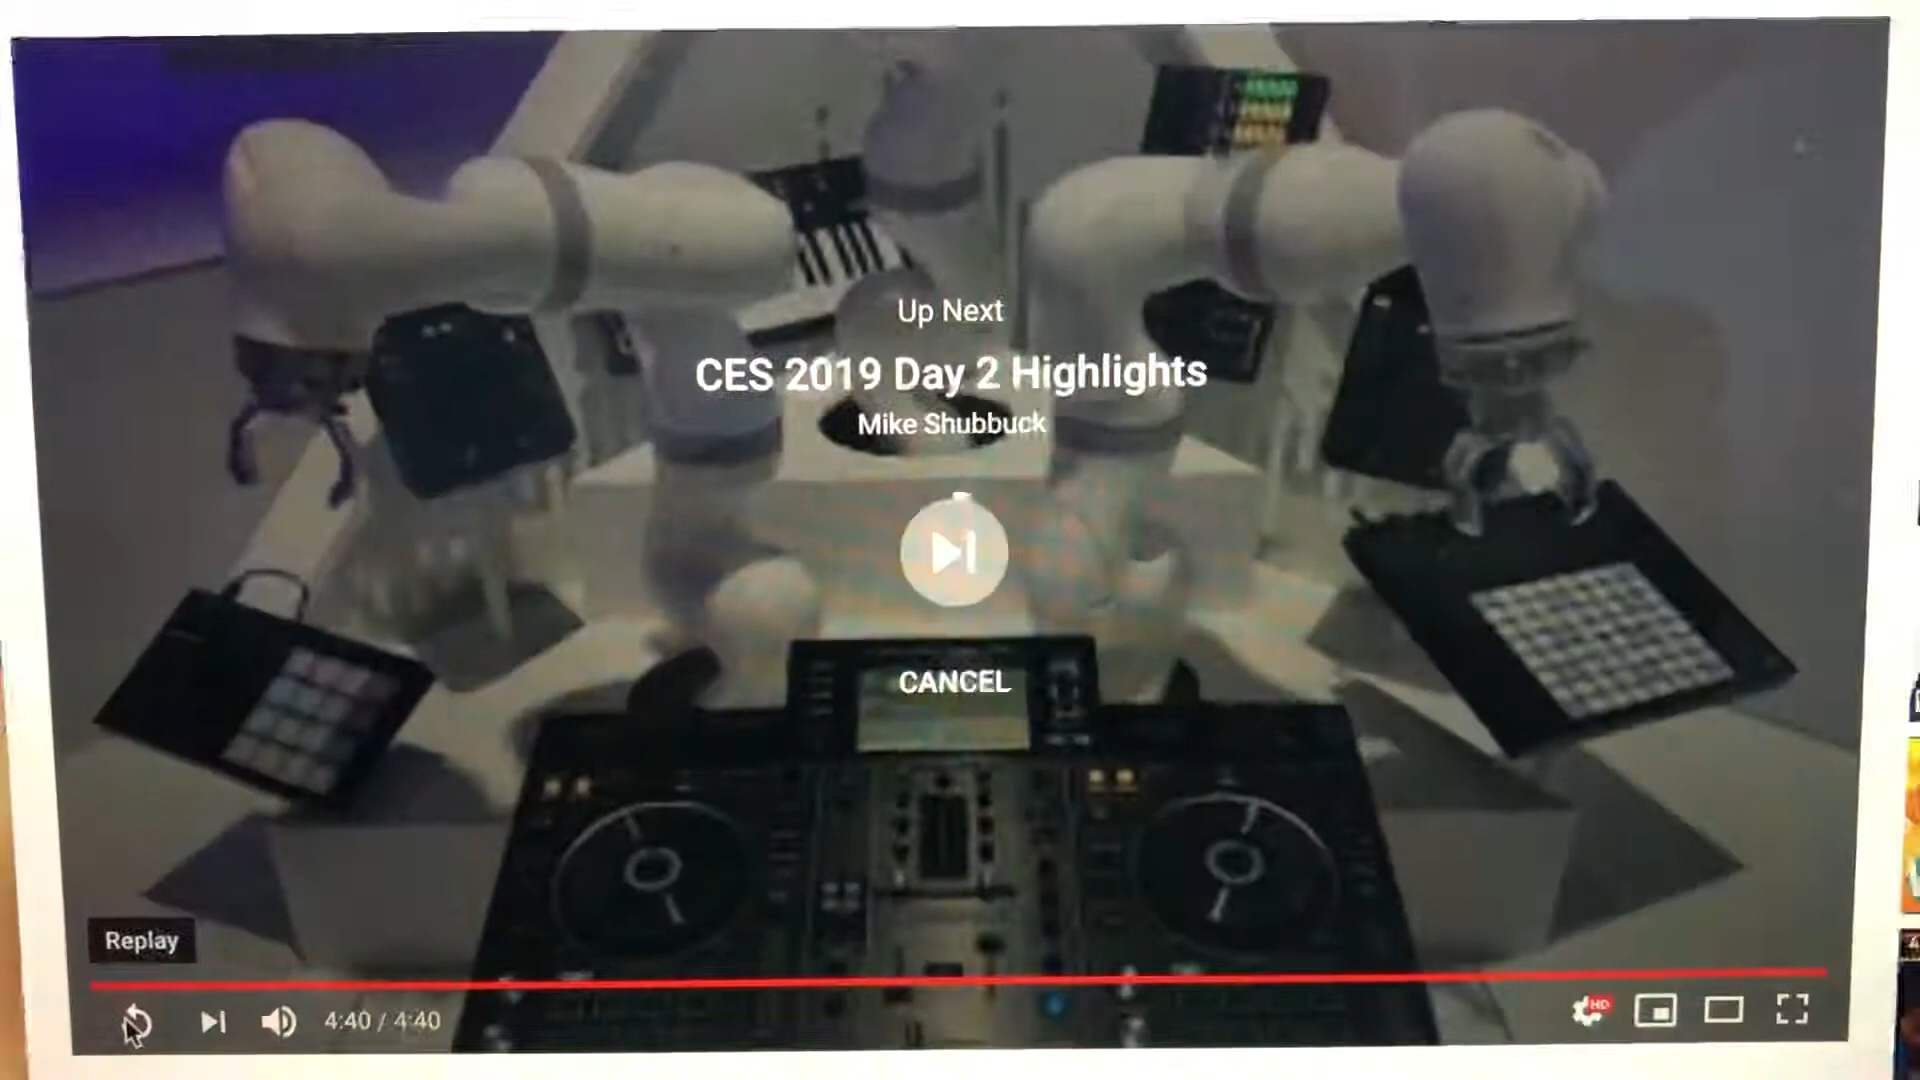 Up Next
CES 2019 Day 2 Highlights
Mike Shubbuck
CANCEL
Replay
4:40 / 4:40
HD